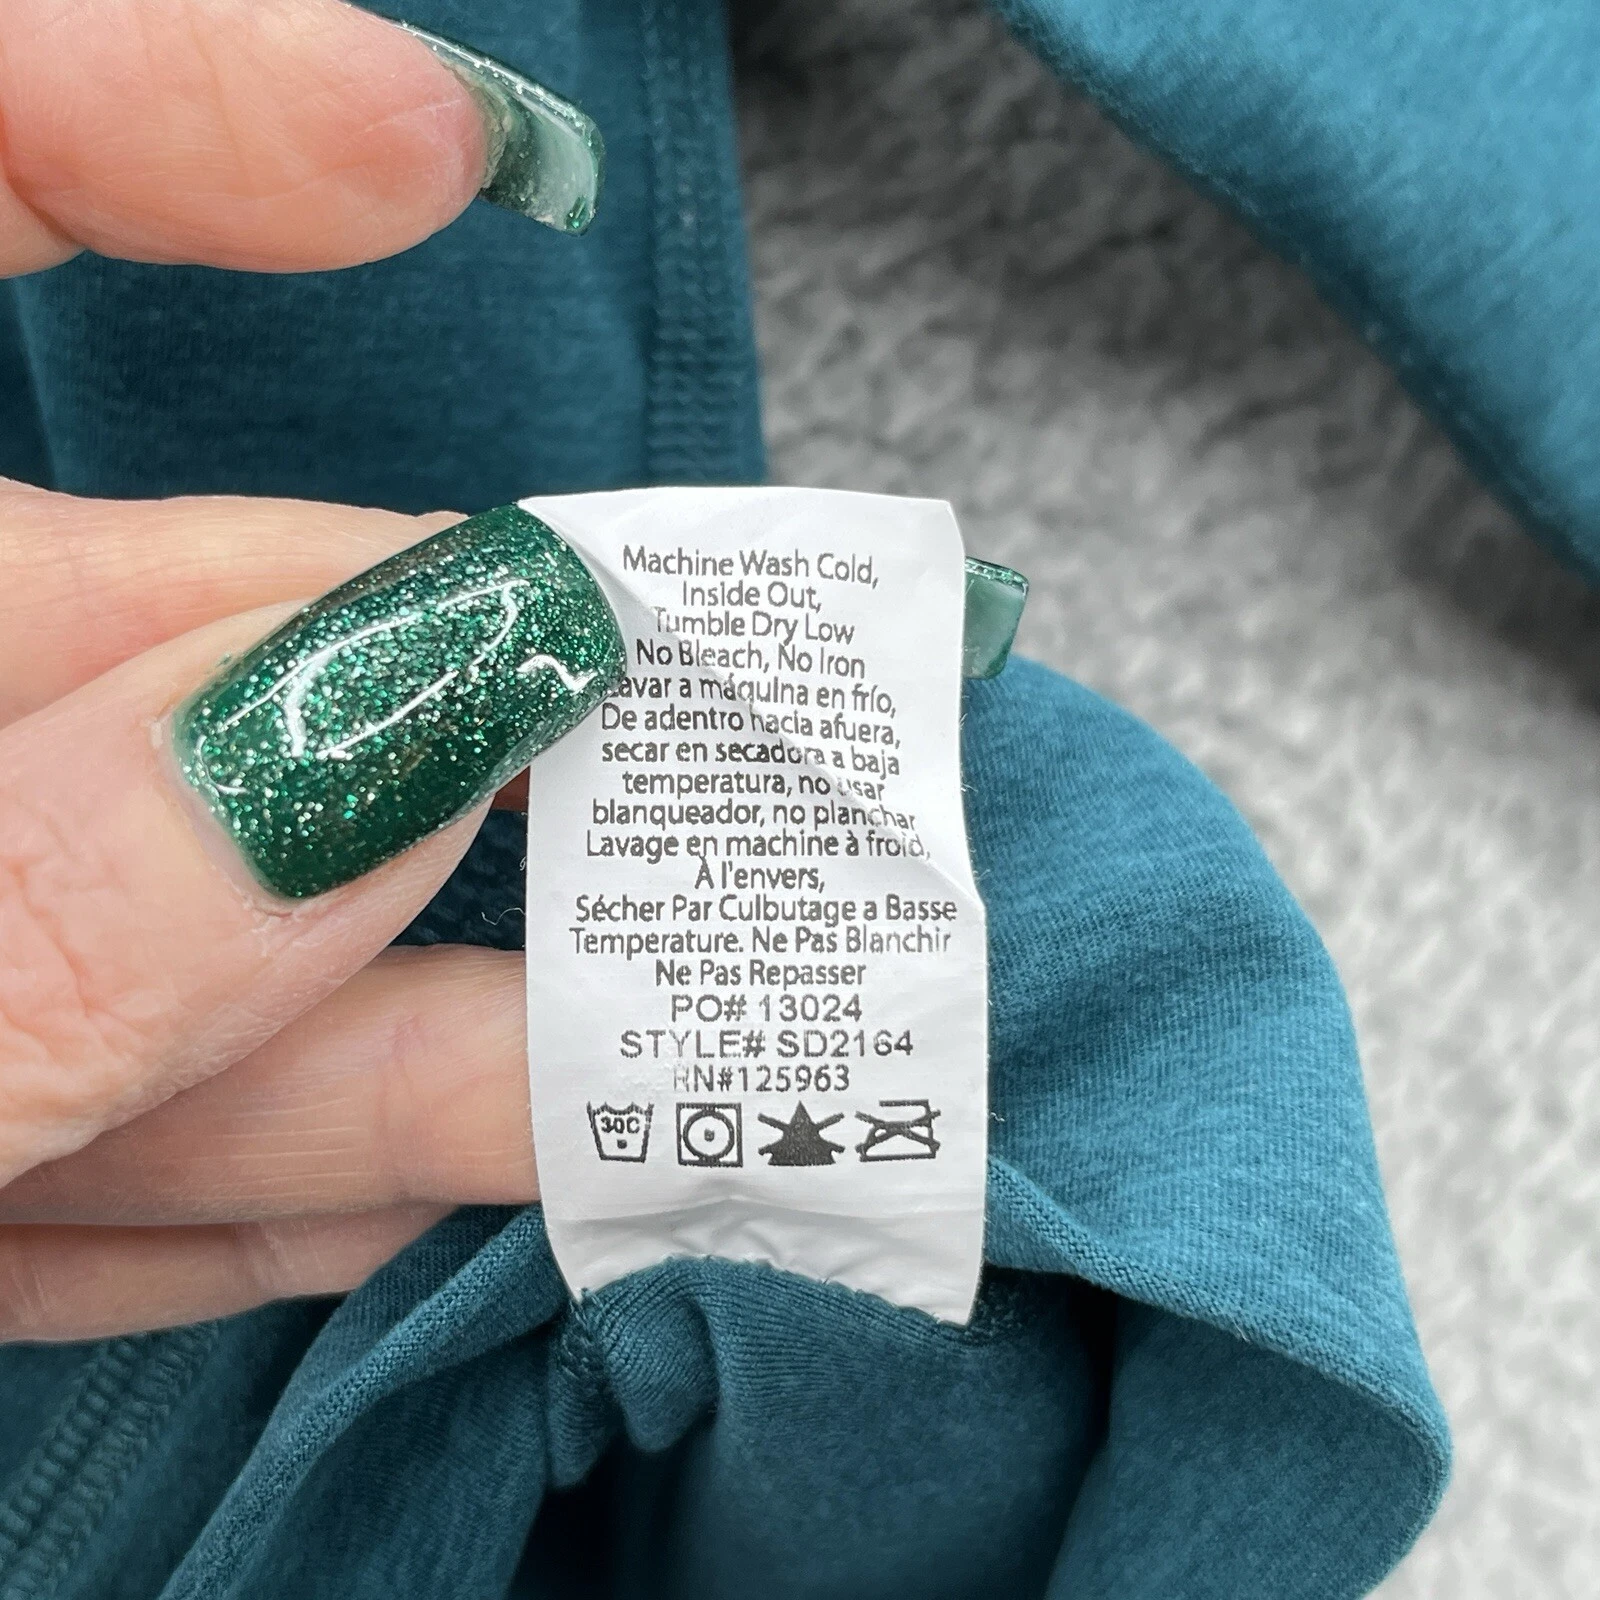 Machine Wash Cold,
Inside Out,
Tumble Dry Low
No Bleach, No Iron
Lavar a máquina en frío,
De adentro hacia afuera,
secar en secadora a baja
temperatura, no usar
blanqueador, no planchar
Lavage en machine à froid,
À l'envers,
Sécher Par Culbutage a Basse
Temperature. Ne Pas Blanchir
Ne Pas Repasser
PO# 13024
STYLE# SD2164
RN#125963
30C